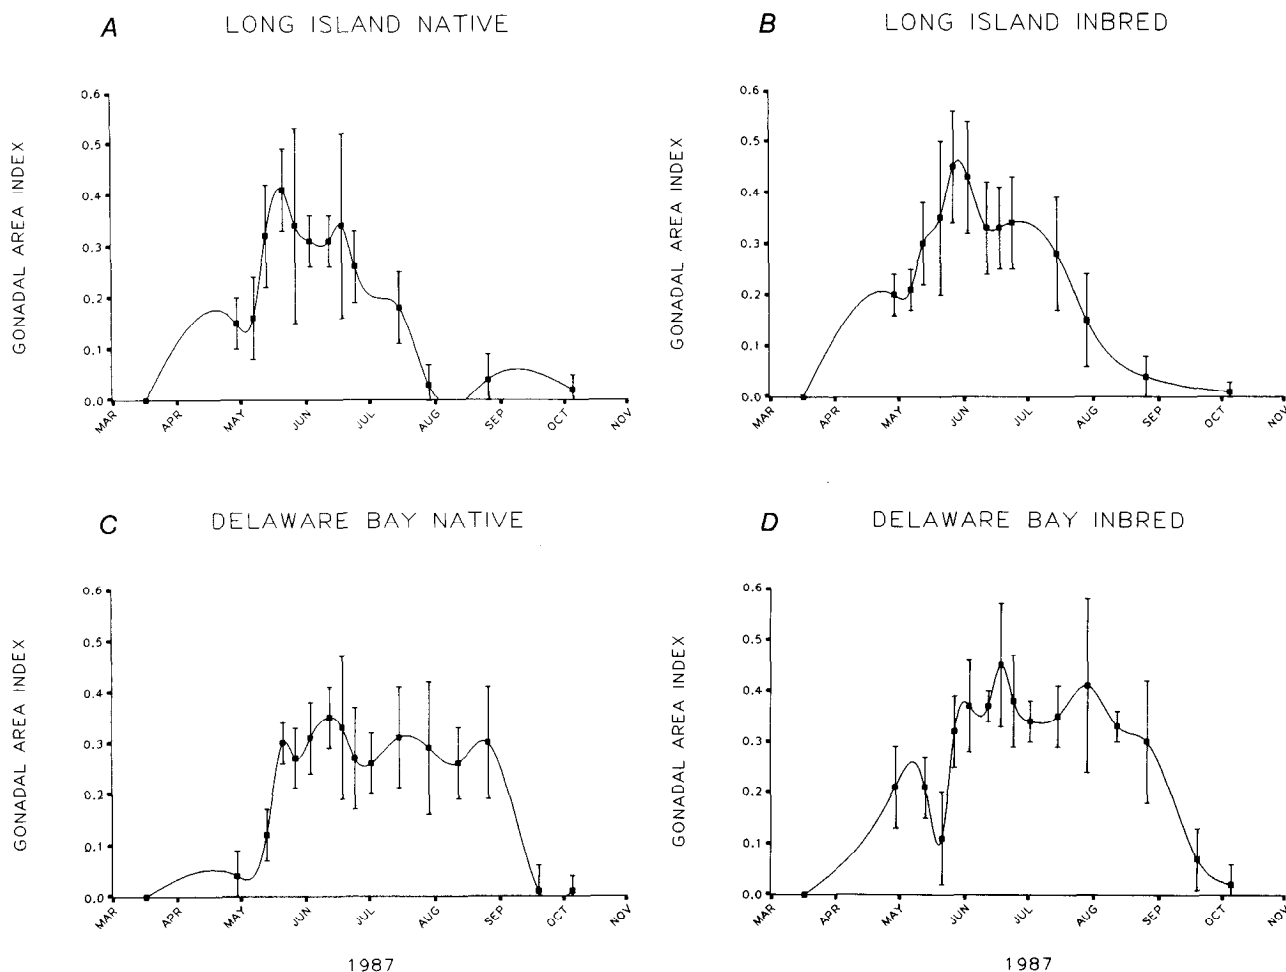 A LONG ISLAND NATIVE
GONADAL AREA INDEX
0.6
0.5
0.4
0.3
0.2
0.1
0.0
MAR APR MAY JUN JUL AUG SEP OCT NOV
B LONG ISLAND INBRED
GONADAL AREA INDEX
0.6
0.5
0.4
0.3
0.2
0.1
0.0
MAR APR MAY JUN JUL AUG SEP OCT NOV
C DELAWARE BAY NATIVE
GONADAL AREA INDEX
0.6
0.5
0.4
0.3
0.2
0.1
0.0
MAR APR MAY JUN JUL AUG SEP OCT NOV
1987
D DELAWARE BAY INBRED
GONADAL AREA INDEX
0.6
0.5
0.4
0.3
0.2
0.1
0.0
MAR APR MAY JUN JUL AUG SEP OCT NOV
1987